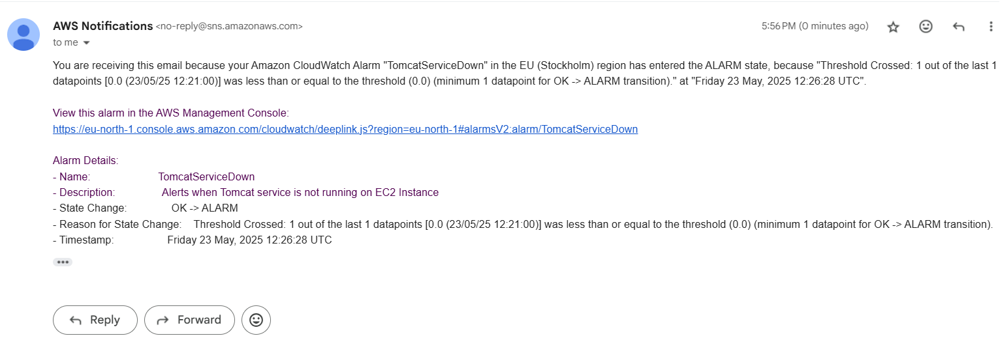 AWS Notifications <no-reply@sns.amazonaws.com>
5:56 PM (0 minutes ago)
to me
You are receiving this email because your Amazon CloudWatch Alarm "TomcatServiceDown" in the EU (Stockholm) region has entered the ALARM state, because "Threshold Crossed: 1 out of the last 1
datapoints [0.0 (23/05/25 12:21:00)] was less than or equal to the threshold (0.0) (minimum 1 datapoint for OK -> ALARM transition)." at "Friday 23 May, 2025 12:26:28 UTC".
View this alarm in the AWS Management Console:
https://eu-north-1.console.aws.amazon.com/cloudwatch/deeplink.js?region=eu-north-1#alarmsV2:alarm/TomcatServiceDown
Alarm Details:
- Name: TomcatServiceDown
- Description: Alerts when Tomcat service is not running on EC2 Instance
- State Change: OK -> ALARM
- Reason for State Change: Threshold Crossed: 1 out of the last 1 datapoints [0.0 (23/05/25 12:21:00)] was less than or equal to the threshold (0.0) (minimum 1 datapoint for OK -> ALARM transition).
- Timestamp: Friday 23 May, 2025 12:26:28 UTC
Reply
Forward